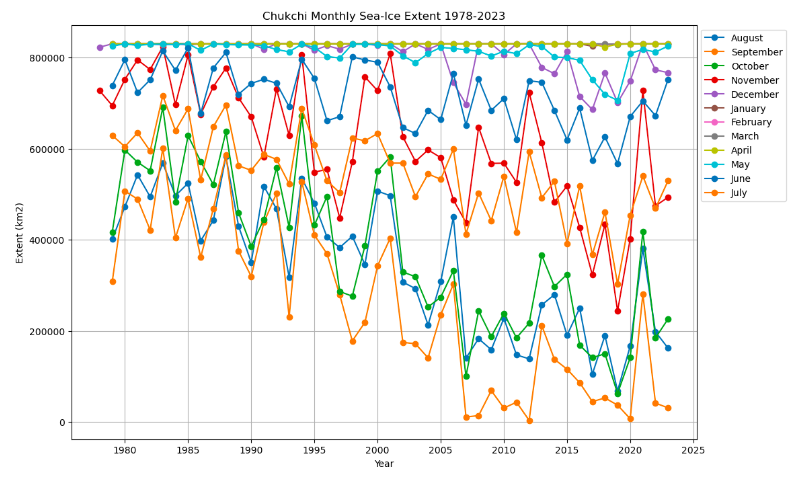 Chukchi Monthly Sea-Ice Extent 1978-2023
800000
600000
400000
200000
0
Extent (km2)
1980 1985 1990 1995 2000 2005 2010 2015 2020 2025
Year
August
September
October
November
December
January
February
March
April
May
June
July